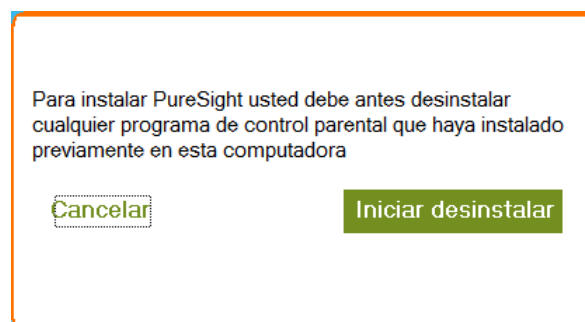 Para instalar PureSight usted debe antes desinstalar
cualquier programa de control parental que haya instalado
previamente en esta computadora
Cancelar
Iniciar desinstalar